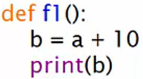 def f1():
    b = a + 10
    print(b)